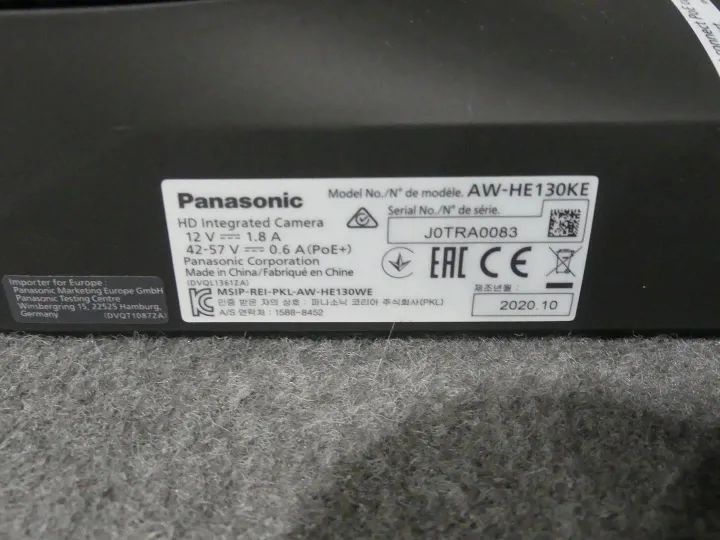 connect PoE
Panasonic
Model No./N° de modèle. AW-HE130KE
HD Integrated Camera
12 V ⎓ 1.8 A
42-57 V ⎓ 0.6 A(PoE+)
Panasonic Corporation
Made in China/Fabriqué en Chine
(DVQL1361ZA)
Serial No./N° de série.
J0TRA0083
EAC CE
MSIP-REI-PKL-AW-HE130WE
인증 받은 자의 상호 : 파나소닉 코리아 주식회사(PKL)
A/S 연락처 : 1588-8452
제조년월 :
2020.10
Importer for Europe :
Panasonic Marketing Europe GmbH
Panasonic Testing Centre
Winsbergring 15, 22525 Hamburg,
Germany (DVQT1087ZA)